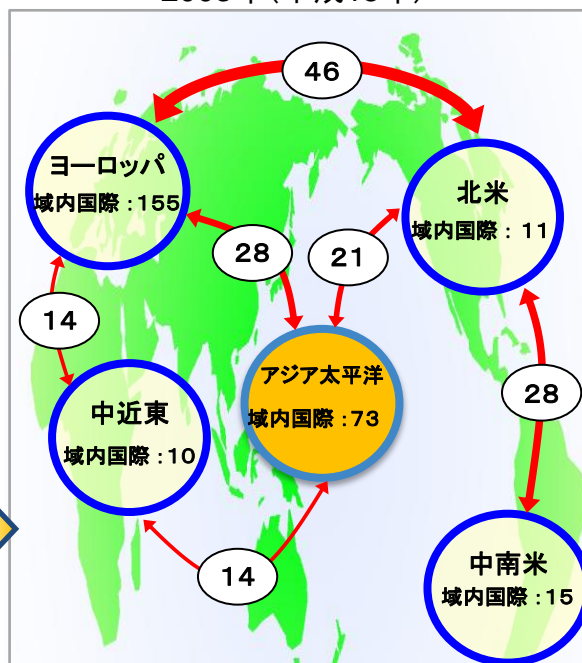 46
ヨーロッパ
域内国際：155
北米
域内国際： 11
28
21
14
アジア太平洋
域内国際：73
中近東
域内国際：10
28
14
中南米
域内国際：15